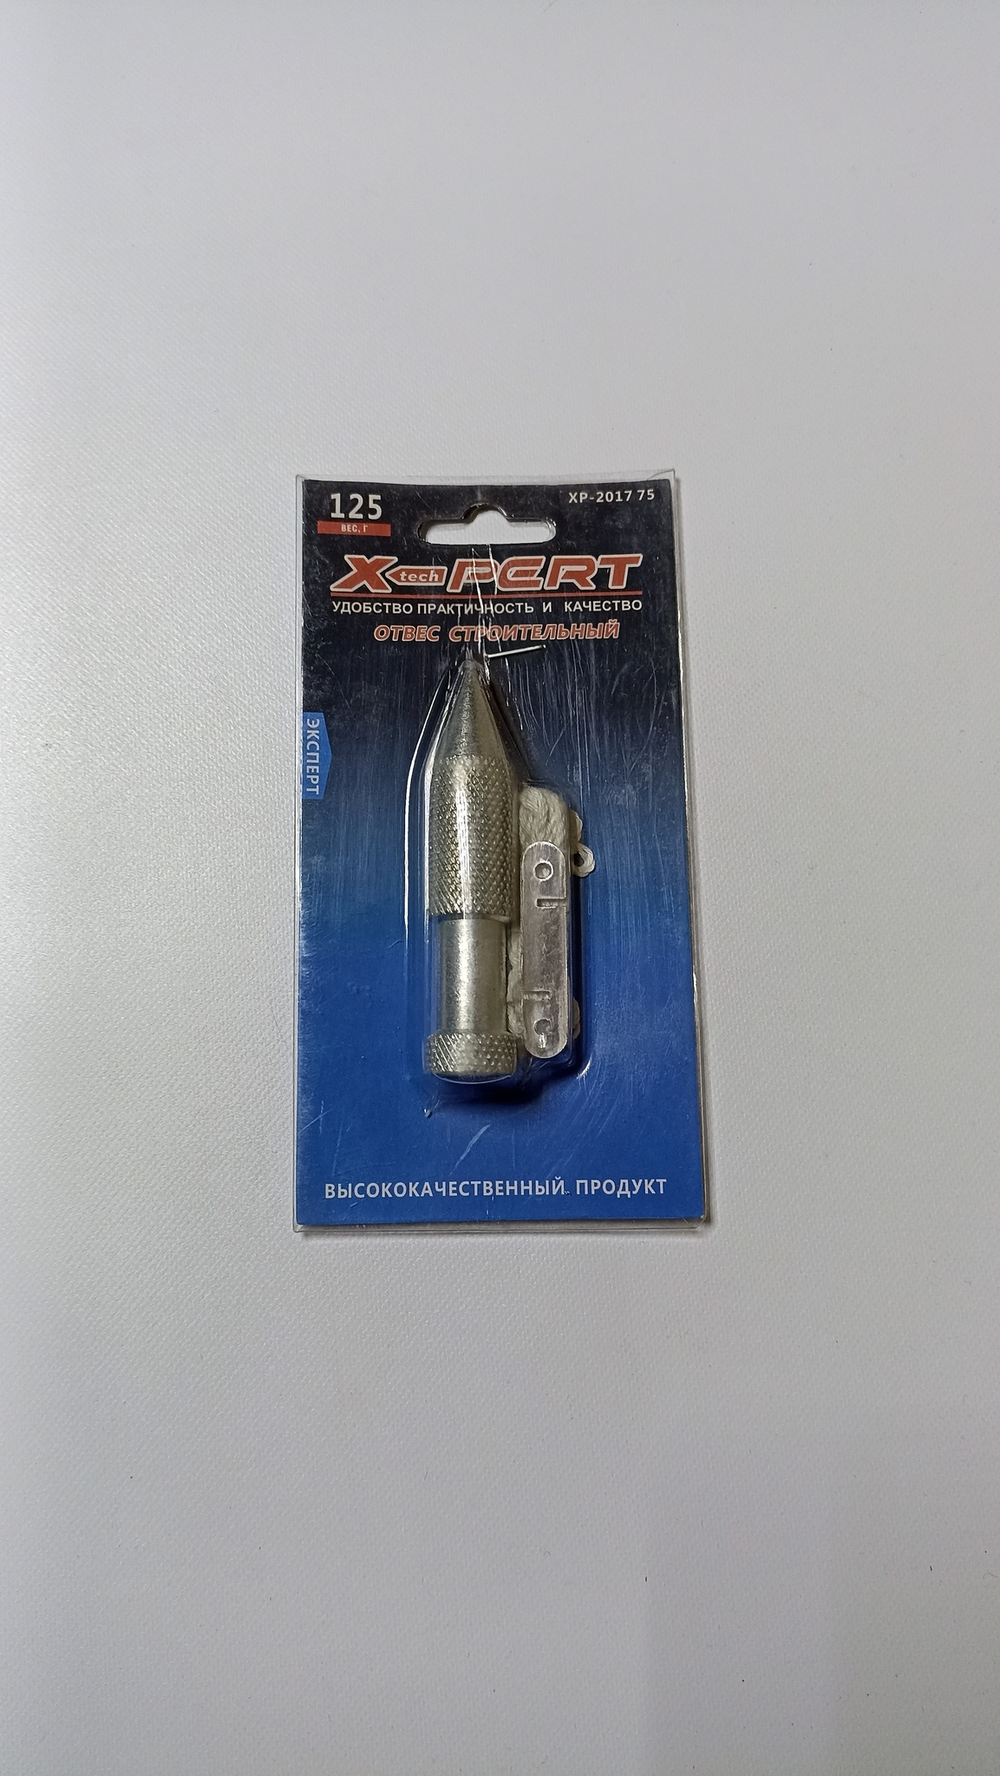 125
ВЕС, Г
XP-2017 75
X-tech PERT
УДОБСТВО ПРАКТИЧНОСТЬ И КАЧЕСТВО
ОТВЕС СТРОИТЕЛЬНЫЙ
ЭКСПЕРТ
ВЫСОКОКАЧЕСТВЕННЫЙ ПРОДУКТ